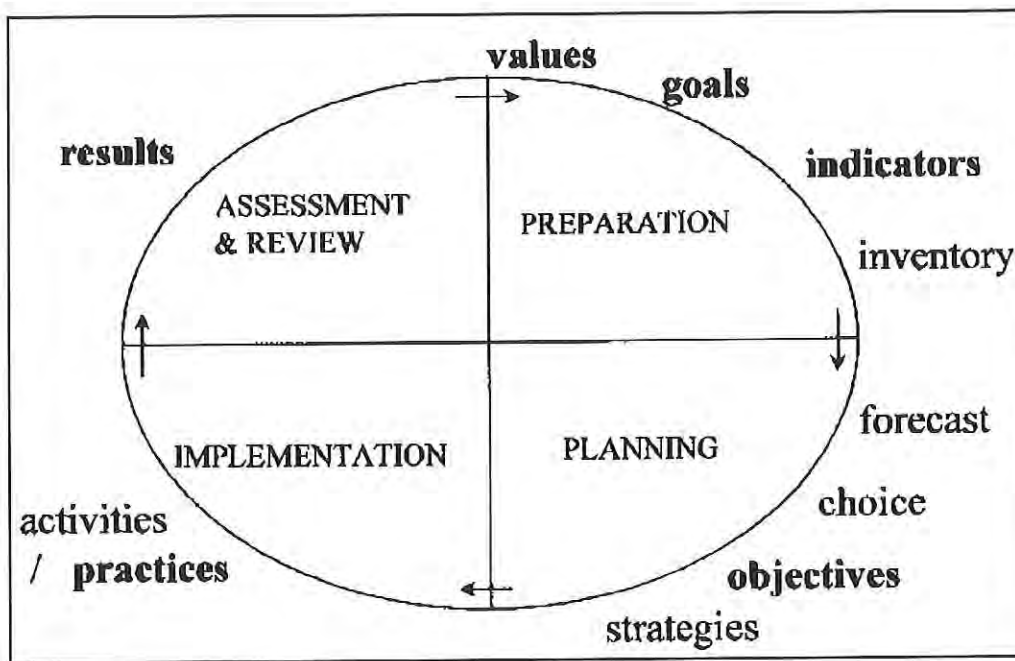 values
goals
results
indicators
ASSESSMENT
& REVIEW
PREPARATION
inventory
forecast
IMPLEMENTATION
PLANNING
choice
activities
/ practices
objectives
strategies